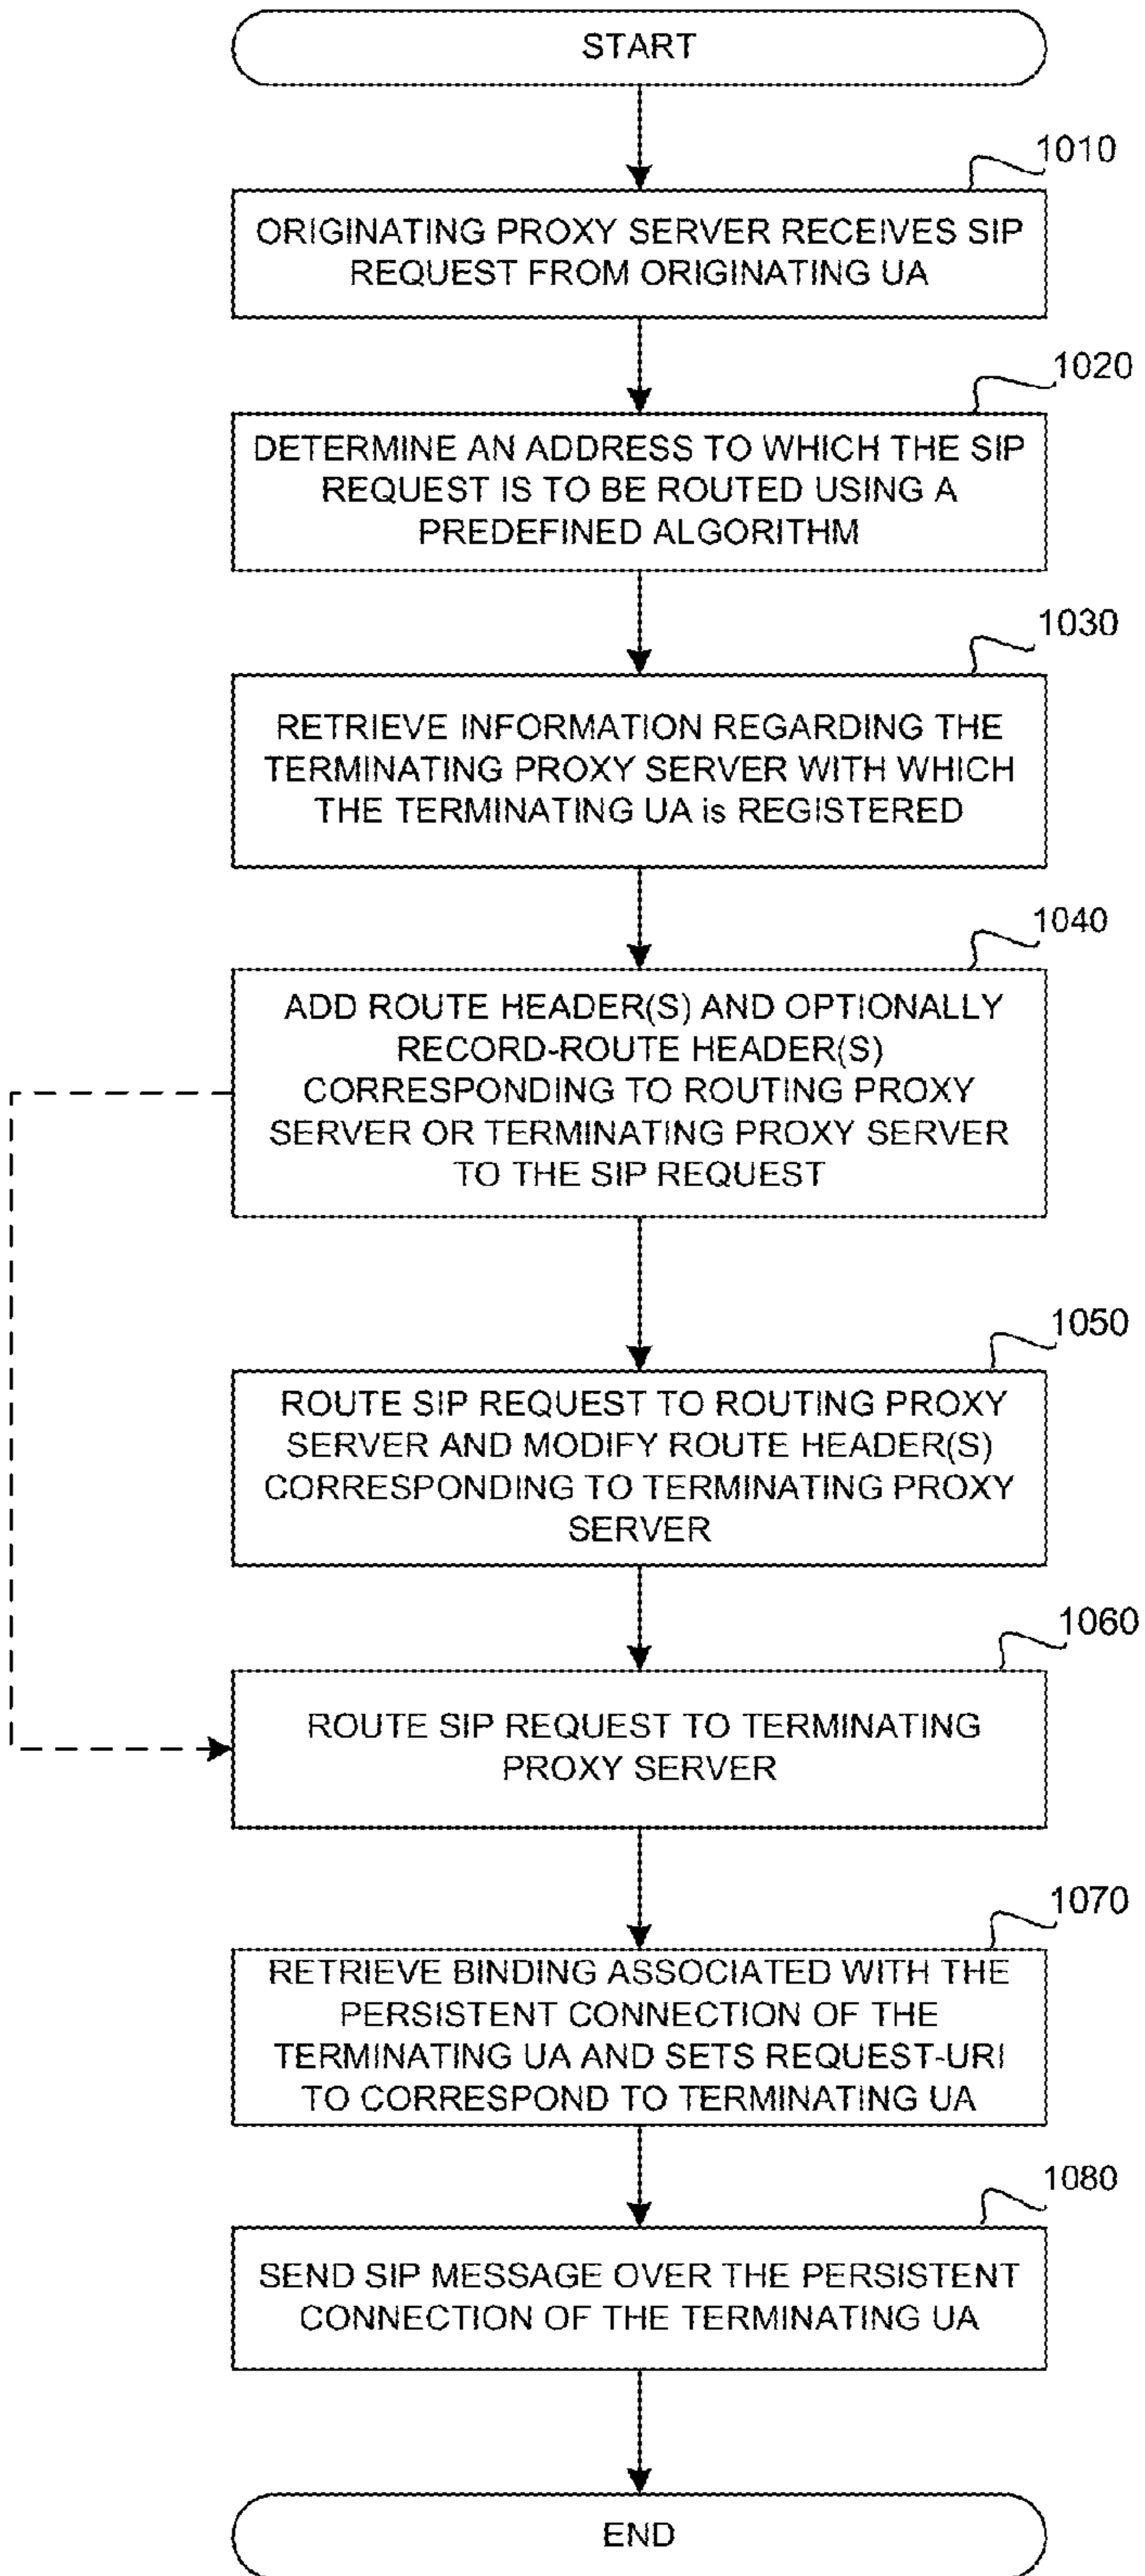 START
1010
ORIGINATING PROXY SERVER RECEIVES SIP
REQUEST FROM ORIGINATING UA
1020
DETERMINE AN ADDRESS TO WHICH THE SIP
REQUEST IS TO BE ROUTED USING A
PREDEFINED ALGORITHM
1030
RETRIEVE INFORMATION REGARDING THE
TERMINATING PROXY SERVER WITH WHICH
THE TERMINATING UA is REGISTERED
1040
ADD ROUTE HEADER(S) AND OPTIONALLY
RECORD-ROUTE HEADER(S)
CORRESPONDING TO ROUTING PROXY
SERVER OR TERMINATING PROXY SERVER
TO THE SIP REQUEST
1050
ROUTE SIP REQUEST TO ROUTING PROXY
SERVER AND MODIFY ROUTE HEADER(S)
CORRESPONDING TO TERMINATING PROXY
SERVER
1060
ROUTE SIP REQUEST TO TERMINATING
PROXY SERVER
1070
RETRIEVE BINDING ASSOCIATED WITH THE
PERSISTENT CONNECTION OF THE
TERMINATING UA AND SETS REQUEST-URI
TO CORRESPOND TO TERMINATING UA
1080
SEND SIP MESSAGE OVER THE PERSISTENT
CONNECTION OF THE TERMINATING UA
END